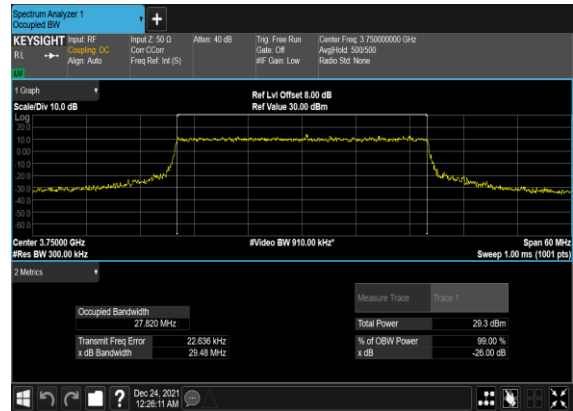 Spectrum Analyzer 1
Occupied BW
+
KEYSIGHT
RL
Input: RF
Coupling: DC
Align: Auto
Input Z: 50 Ω
Corr CCorr
Freq Ref: Int (S)
Atten: 40 dB
Trig: Free Run
Gate: Off
#IF Gain: Low
Center Freq: 3.750000000 GHz
Avg|Hold: 500/500
Radio Std: None
1 Graph
Scale/Div 10.0 dB
Ref Lvl Offset 8.00 dB
Ref Value 30.00 dBm
Log
20.0
10.0
0.00
-10.0
-20.0
-30.0
-40.0
-50.0
-60.0
Center 3.75000 GHz
#Res BW 300.00 kHz
#Video BW 910.00 kHz*
Span 60 MHz
Sweep 1.00 ms (1001 pts)
2 Metrics
Measure Trace
Trace 1
Occupied Bandwidth
27.820 MHz
Total Power
29.3 dBm
Transmit Freq Error
22.636 kHz
% of OBW Power
99.00 %
x dB Bandwidth
29.48 MHz
x dB
-26.00 dB
?
Dec 24, 2021
12:26:11 AM